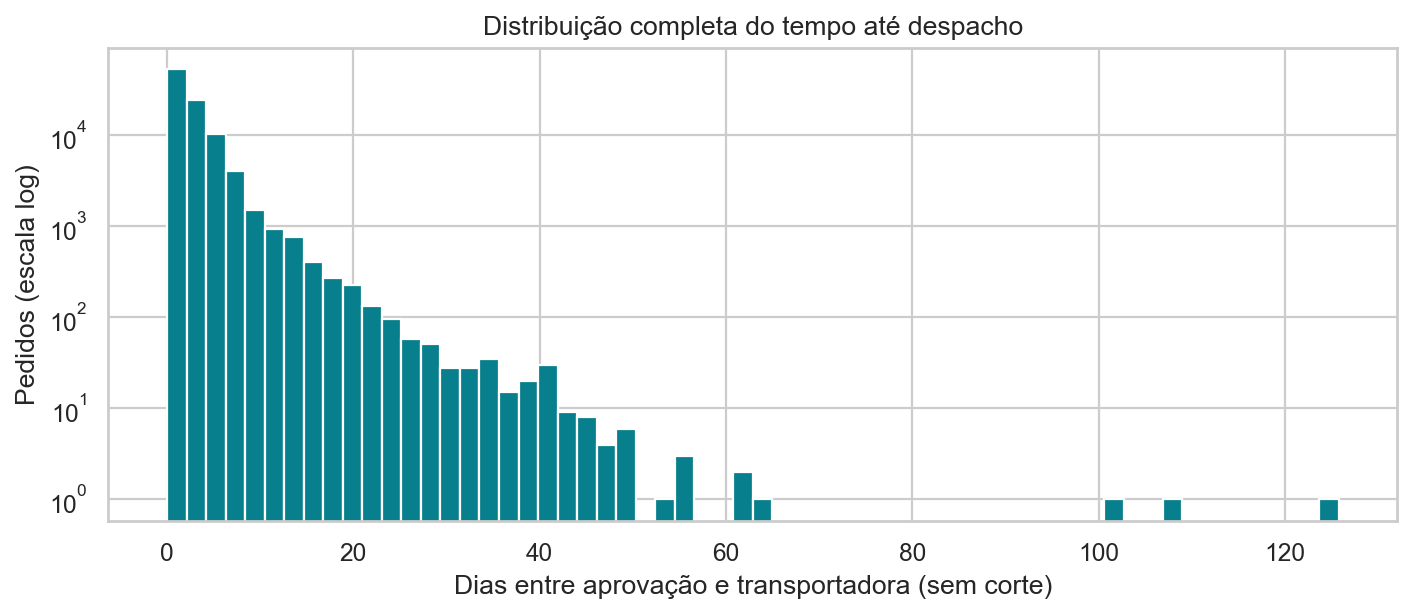 Distribuição completa do tempo até despacho
Pedidos (escala log)
10^4
10^3
10^2
10^1
10^0
0 20 40 60 80 100 120
Dias entre aprovação e transportadora (sem corte)